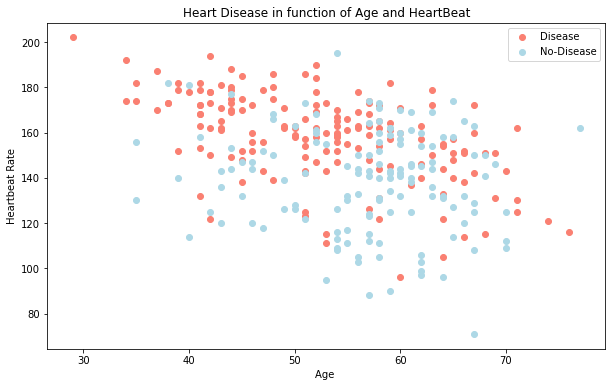 Heart Disease in function of Age and HeartBeat
Disease
No-Disease
200
180
160
140
120
100
80
Heartbeat Rate
30
40
50
60
70
Age